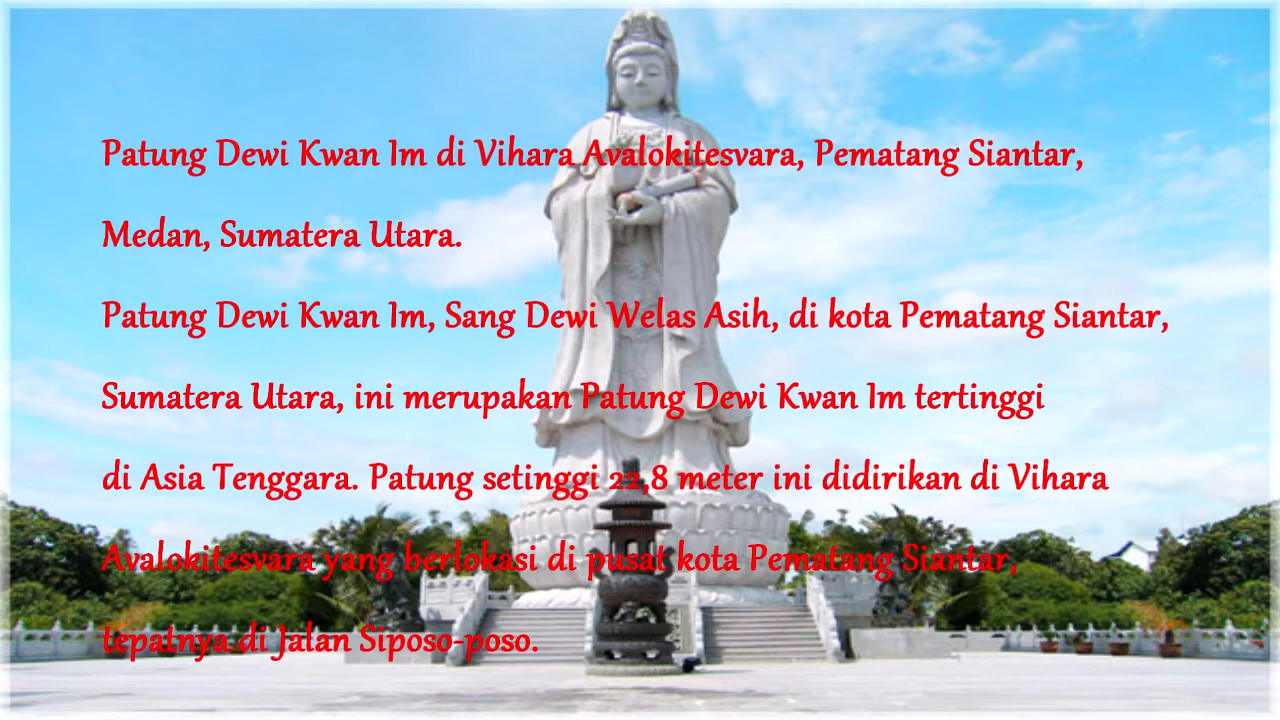 Patung Dewi Kwan Im di Vihara Avalokitesvara, Pematang Siantar,
Medan, Sumatera Utara.
Patung Dewi Kwan Im, Sang Dewi Welas Asih, di kota Pematang Siantar,
Sumatera Utara, ini merupakan Patung Dewi Kwan Im tertinggi
di Asia Tenggara. Patung setinggi 22,8 meter ini didirikan di Vihara
Avalokitesvara yang berlokasi di pusat kota Pematang Siantar,
tepatnya di Jalan Siposo-poso.